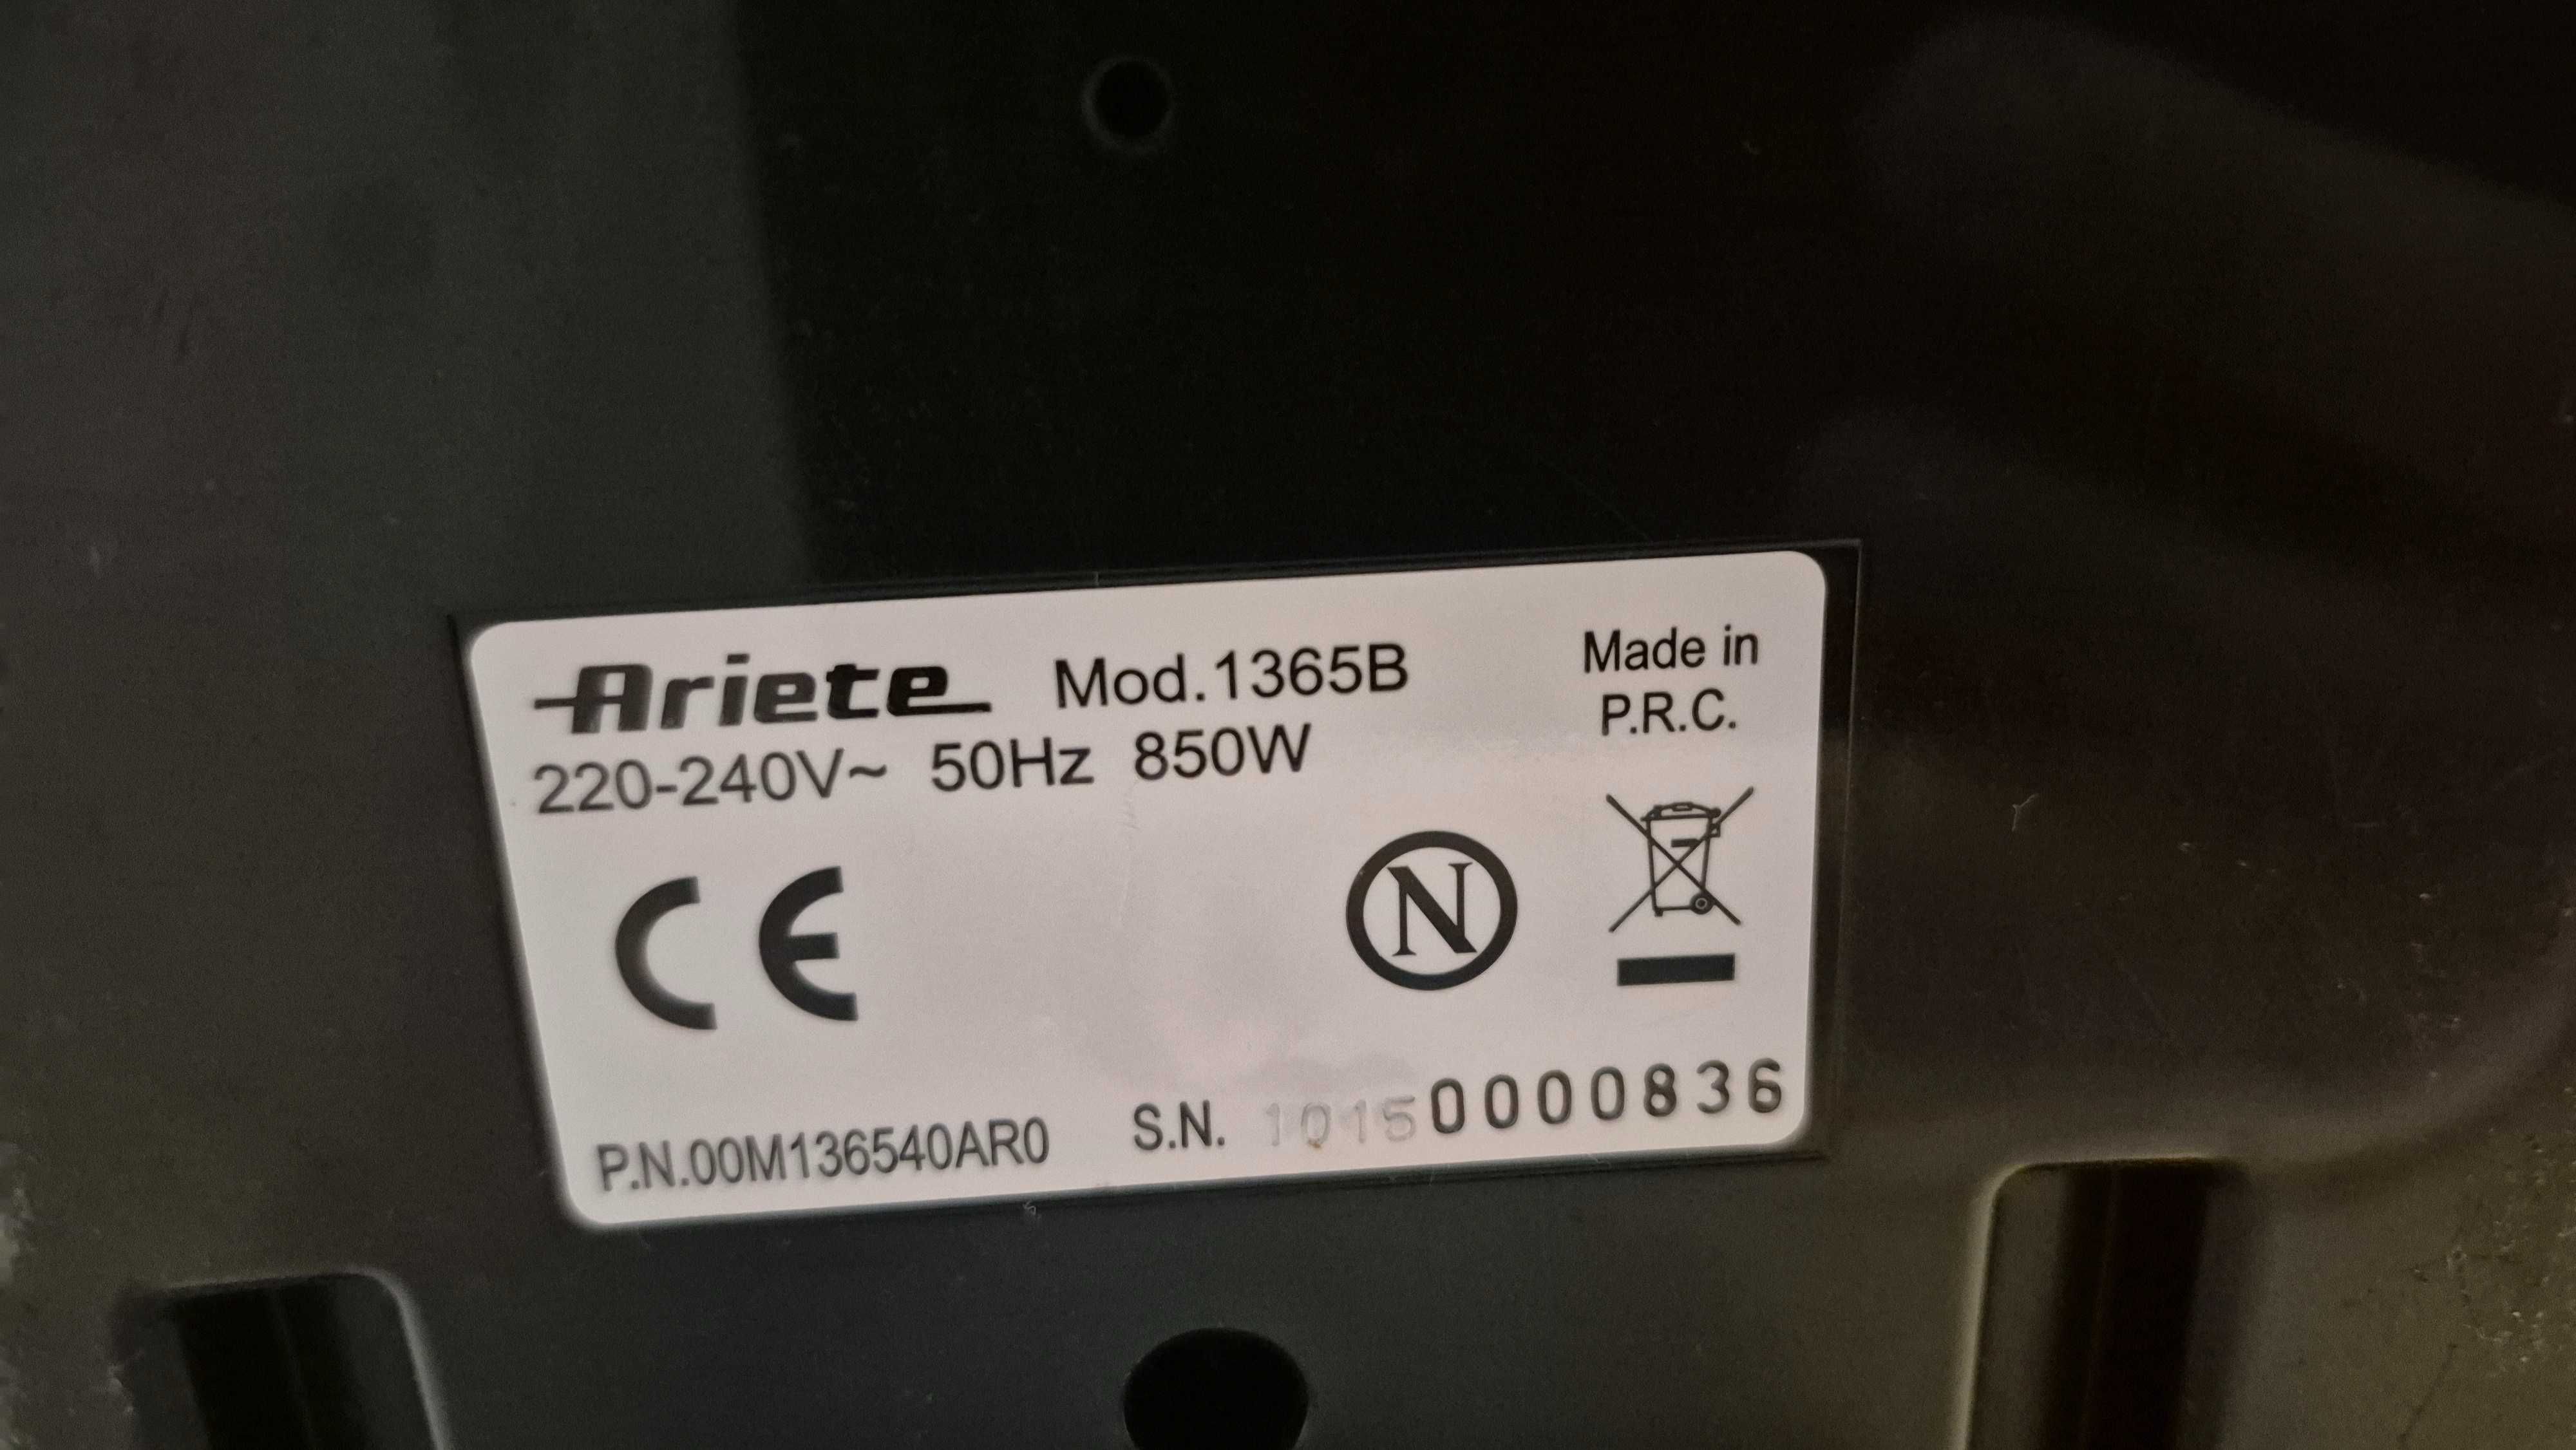 Ariete Mod.1365B
Made in
P.R.C.
220-240V~ 50Hz 850W
CE
N
P.N.00M136540AR0 S.N. 10150000836